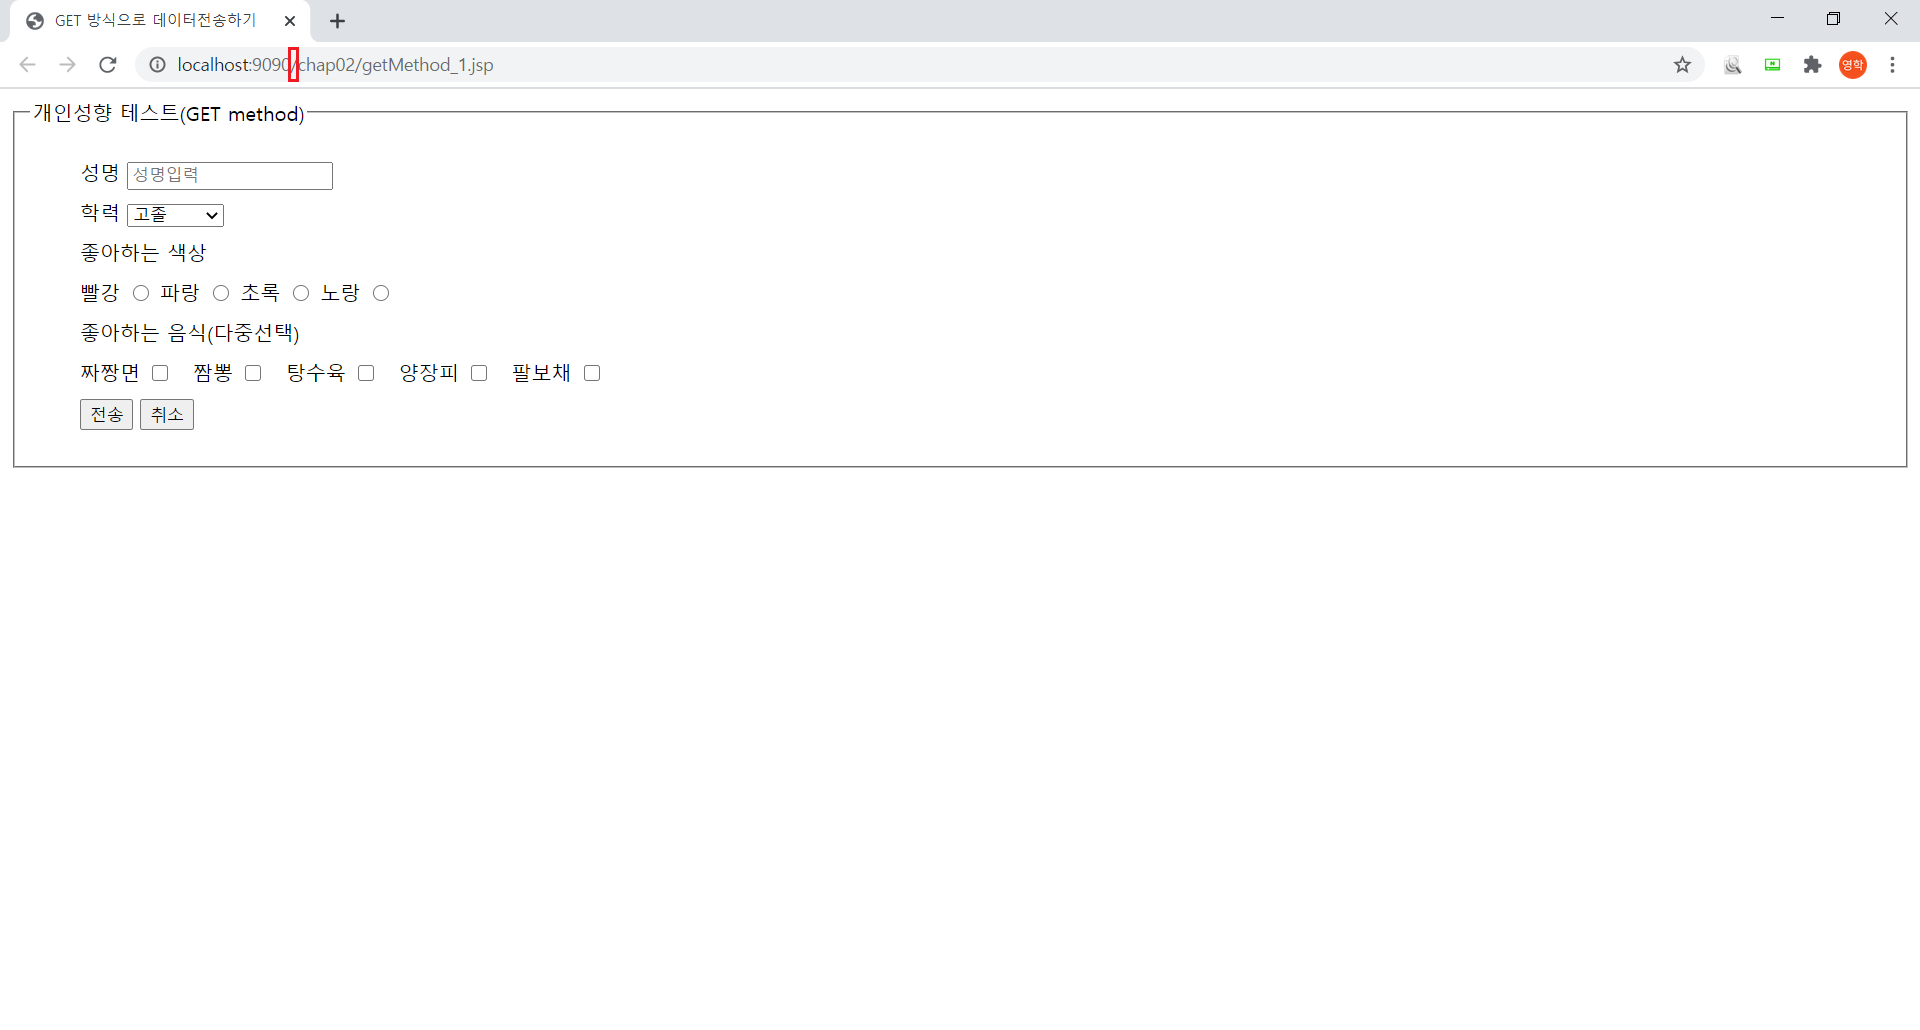 GET 방식으로 데이터전송하기
localhost:9090/chap02/getMethod_1.jsp
영학
개인성향 테스트(GET method)
성명 성명입력
학력 고졸
좋아하는 색상
빨강 파랑 초록 노랑
좋아하는 음식(다중선택)
짜짱면 짬뽕 탕수육 양장피 팔보채
전송 취소